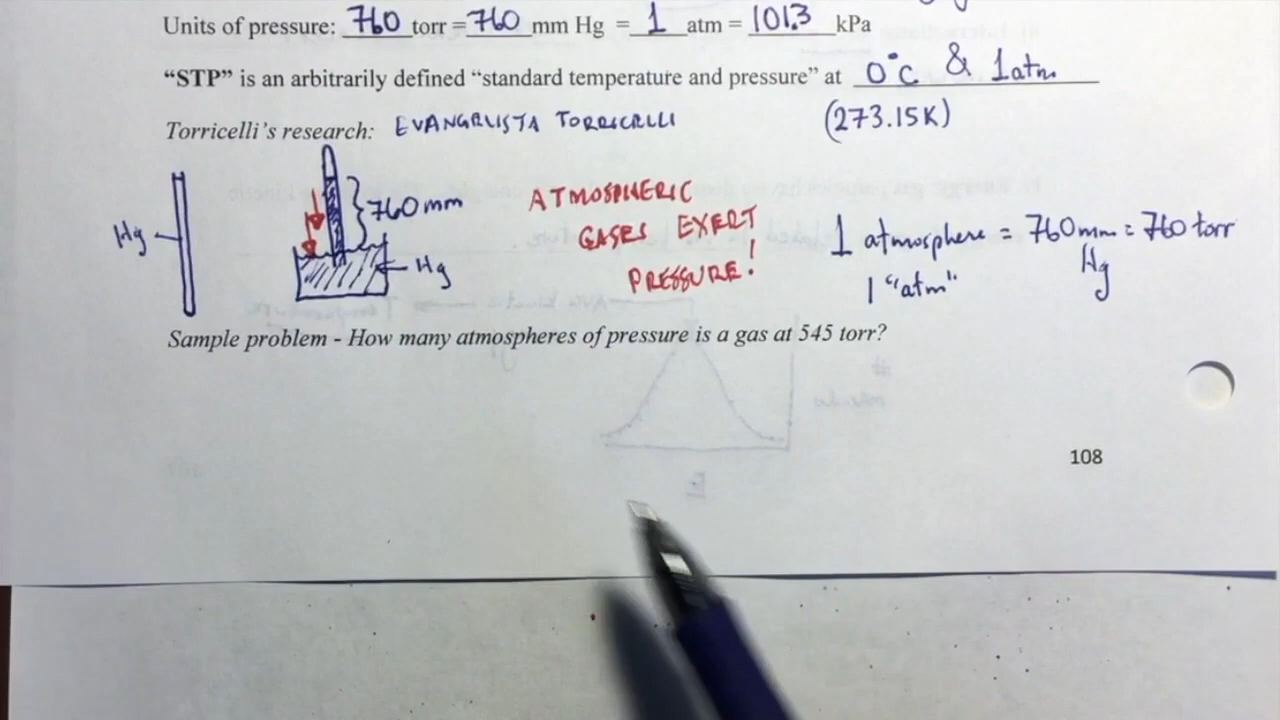 Units of pressure: 760 torr = 760 mm Hg = 1 atm = 101.3 kPa
“STP” is an arbitrarily defined “standard temperature and pressure” at 0°C & 1 atm
Torricelli’s research: EVANGELISTA TORRICELLI (273.15K)
Hg
760mm
Hg
ATMOSPHERIC
GASES EXERT
PRESSURE!
1 atmosphere = 760mm = 760 torr
Hg
1 "atm"
Sample problem - How many atmospheres of pressure is a gas at 545 torr?
108